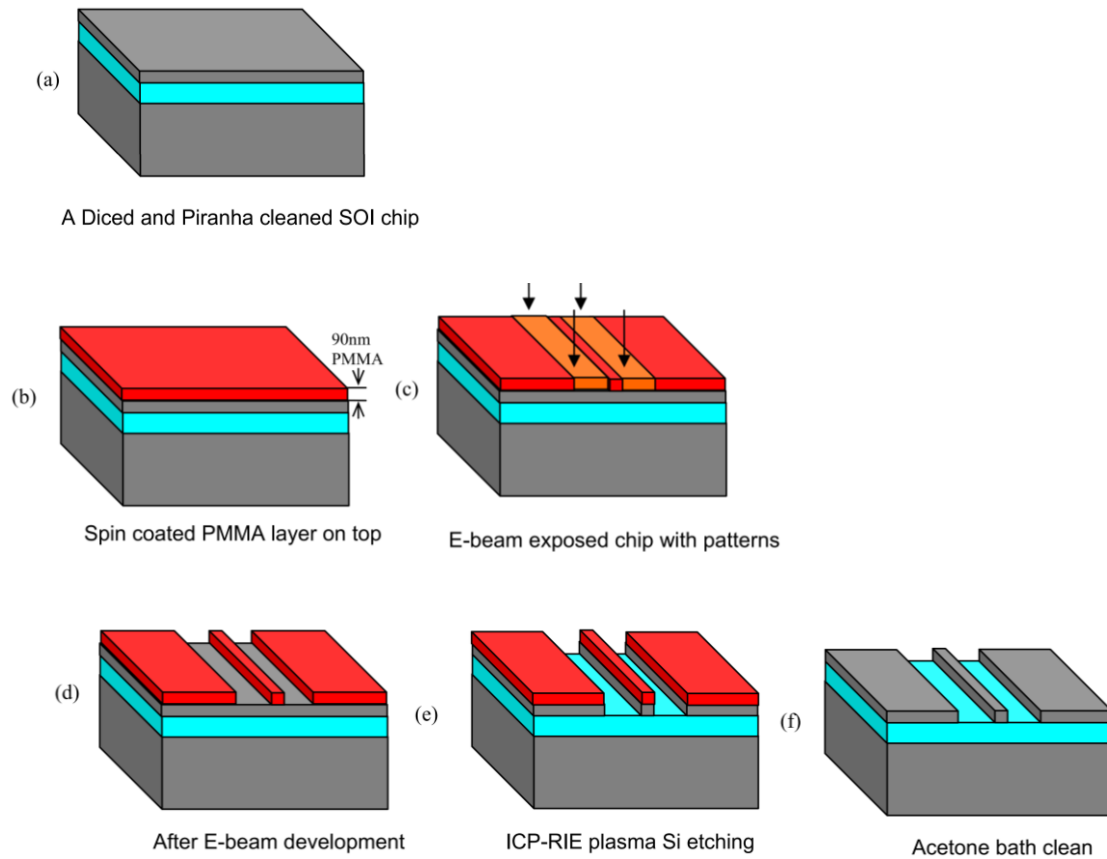 (a)
A Diced and Piranha cleaned SOI chip
90nm
PMMA
(b)
(c)
Spin coated PMMA layer on top
E-beam exposed chip with patterns
(d)
(e)
(f)
After E-beam development
ICP-RIE plasma Si etching
Acetone bath clean